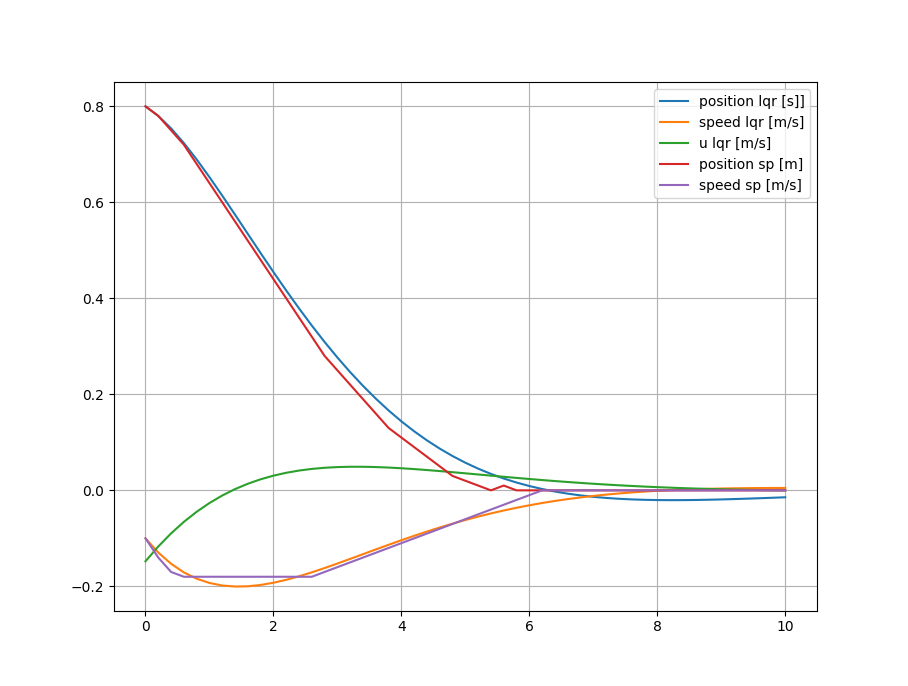 0.8
0.6
0.4
0.2
0.0
−0.2
0 2 4 6 8 10
position lqr [s]]
speed lqr [m/s]
u lqr [m/s]
position sp [m]
speed sp [m/s]